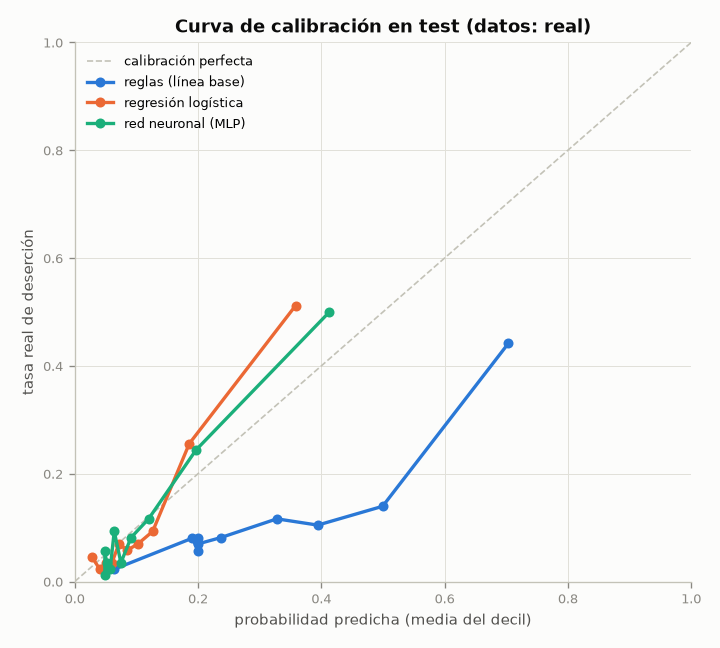 Curva de calibración en test (datos: real)
calibración perfecta
reglas (línea base)
regresión logística
red neuronal (MLP)
tasa real de deserción
1.0
0.8
0.6
0.4
0.2
0.0
0.0 0.2 0.4 0.6 0.8 1.0
probabilidad predicha (media del decil)